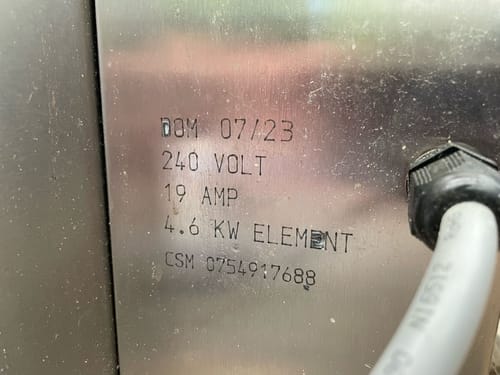 DOM 07/23
240 VOLT
19 AMP
4.6 KW ELEMENT
CSM 0754917688